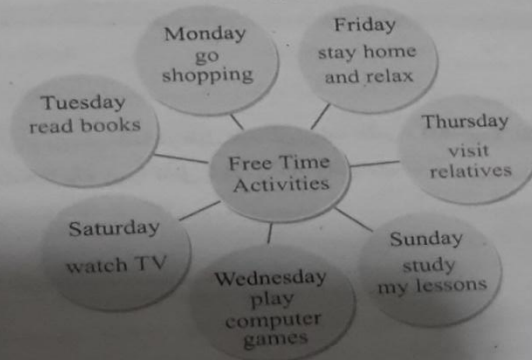 Monday
go
shopping
Friday
stay home
and relax
Tuesday
read books
Free Time
Activities
Thursday
visit
relatives
Saturday
watch TV
Wednesday
play
computer
games
Sunday
study
my lessons